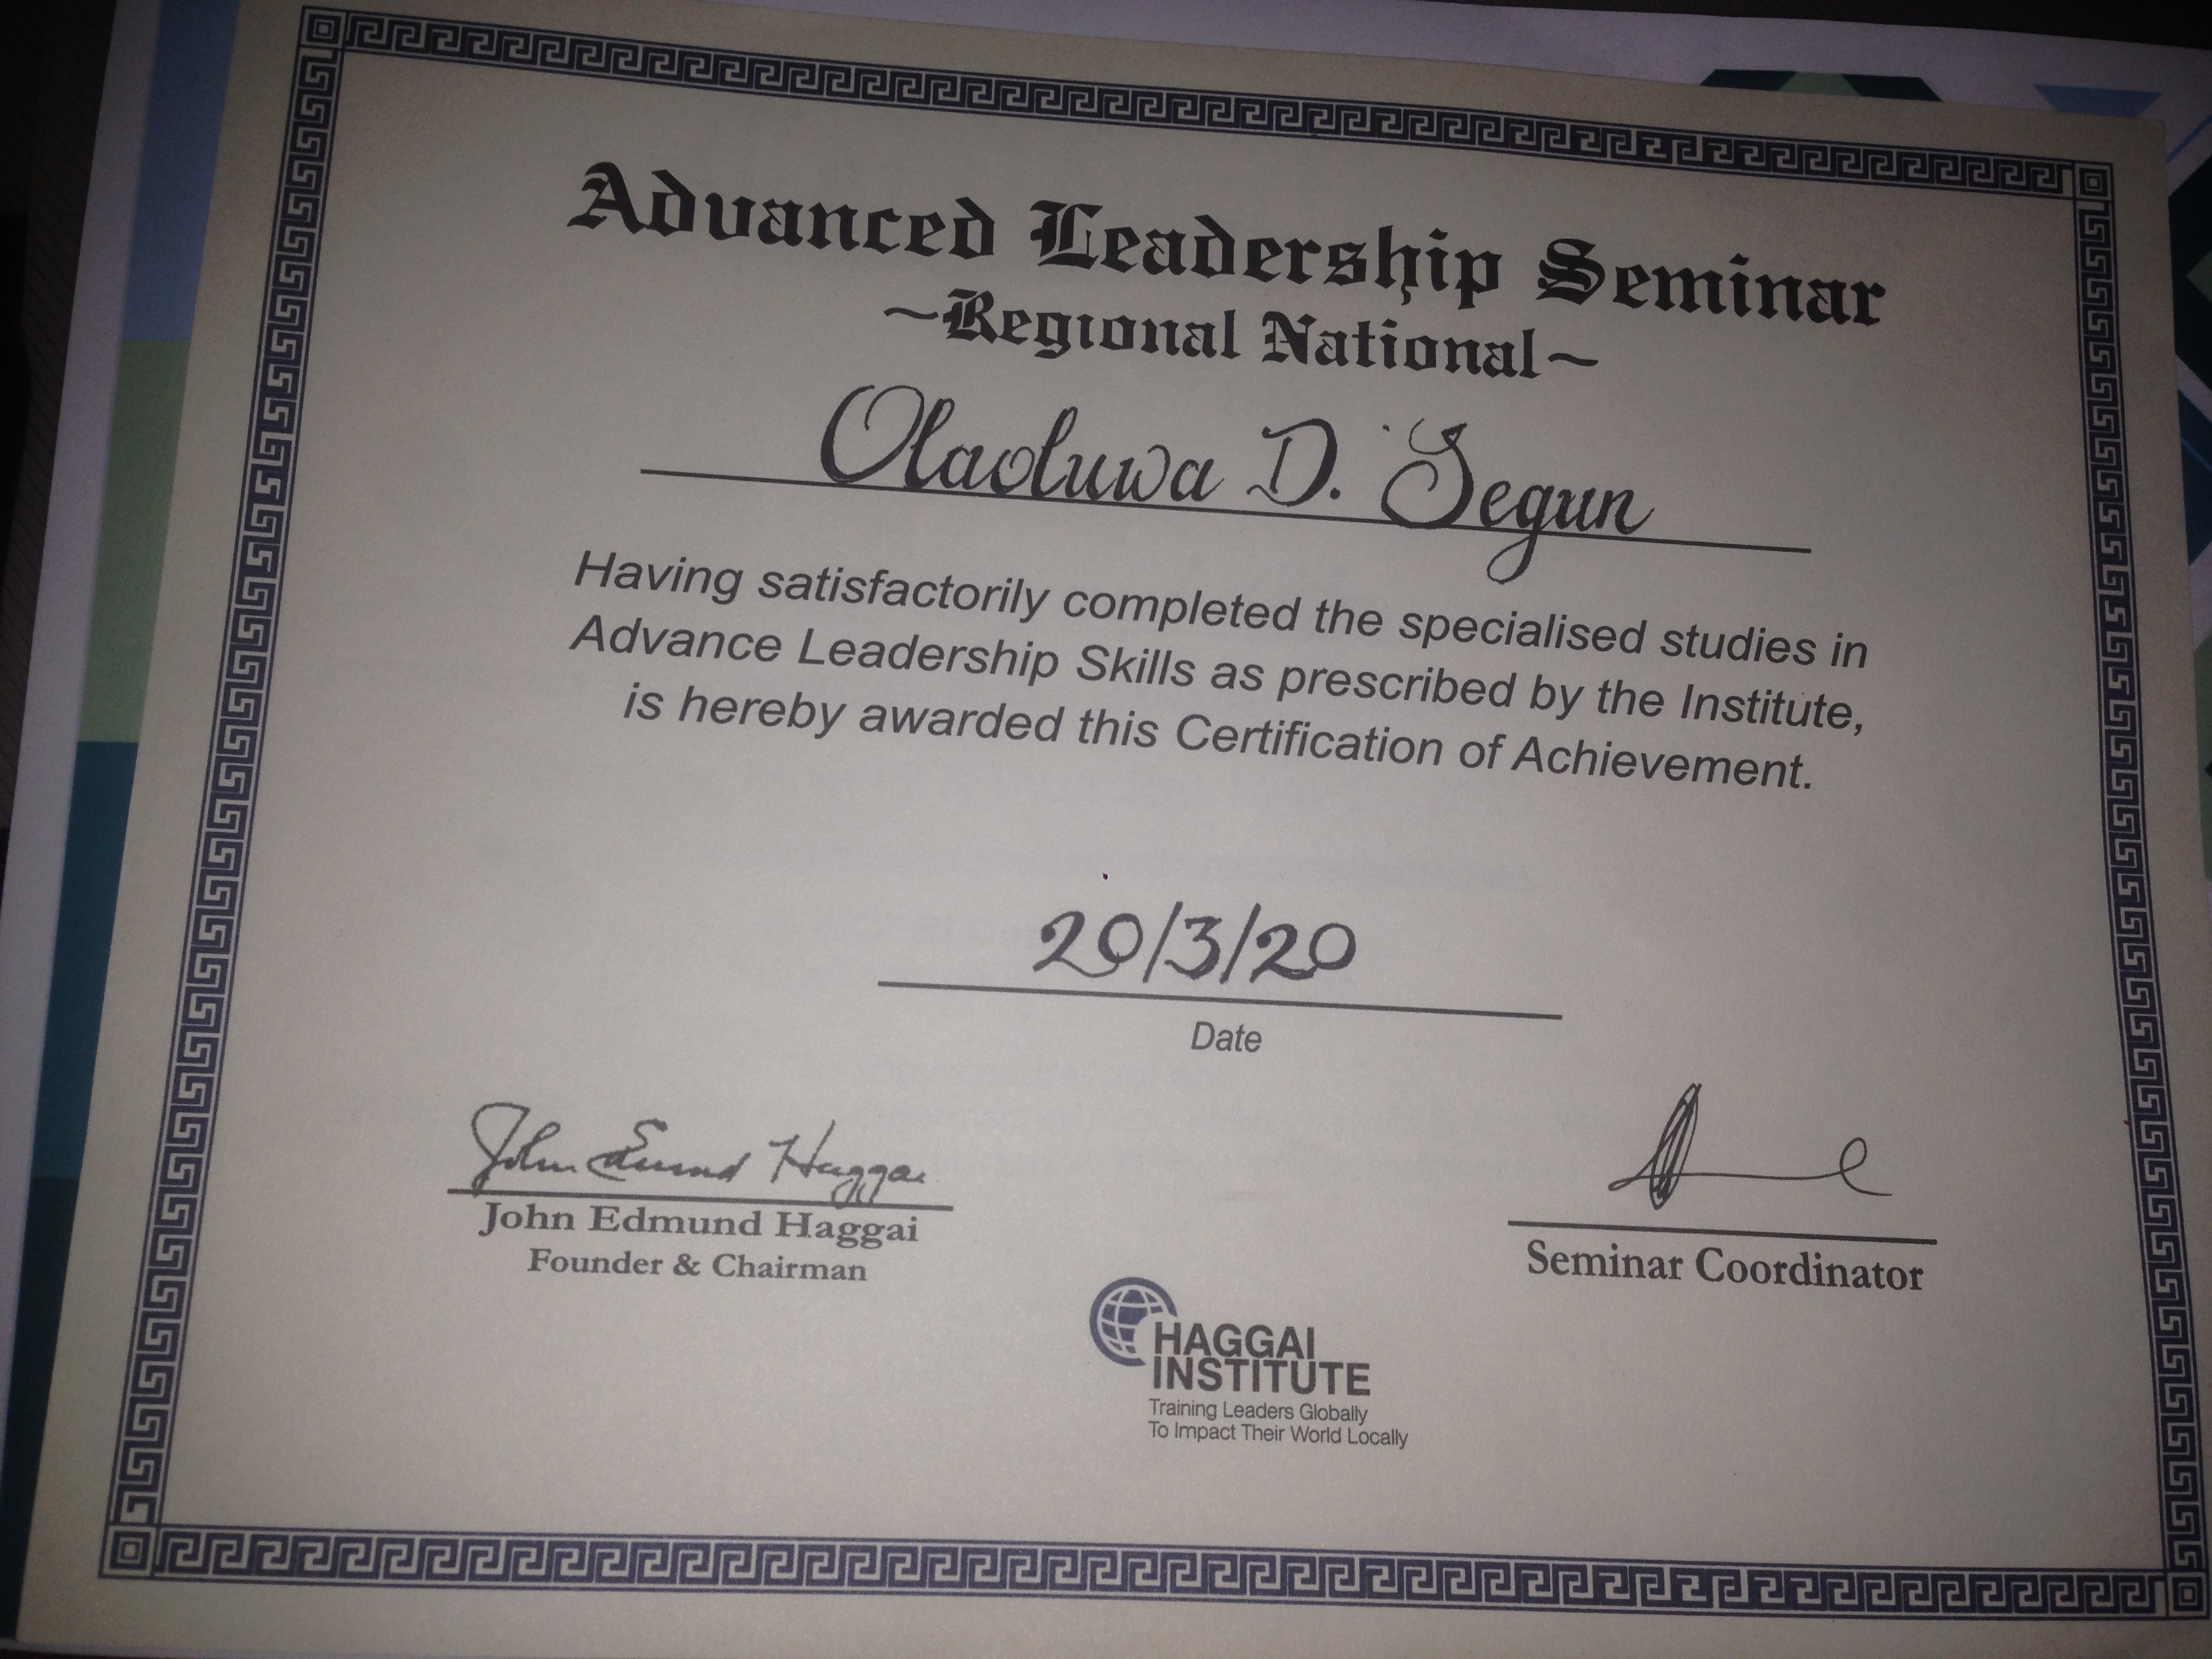 Advanced Leadership Seminar
~Regional National~
Olaoluwa D. Segun
Having satisfactorily completed the specialised studies in
Advance Leadership Skills as prescribed by the Institute,
is hereby awarded this Certification of Achievement.
20/3/20
Date
John Edmund Haggai
John Edmund Haggai
Founder & Chairman
Seminar Coordinator
HAGGAI
INSTITUTE
Training Leaders Globally
To Impact Their World Locally